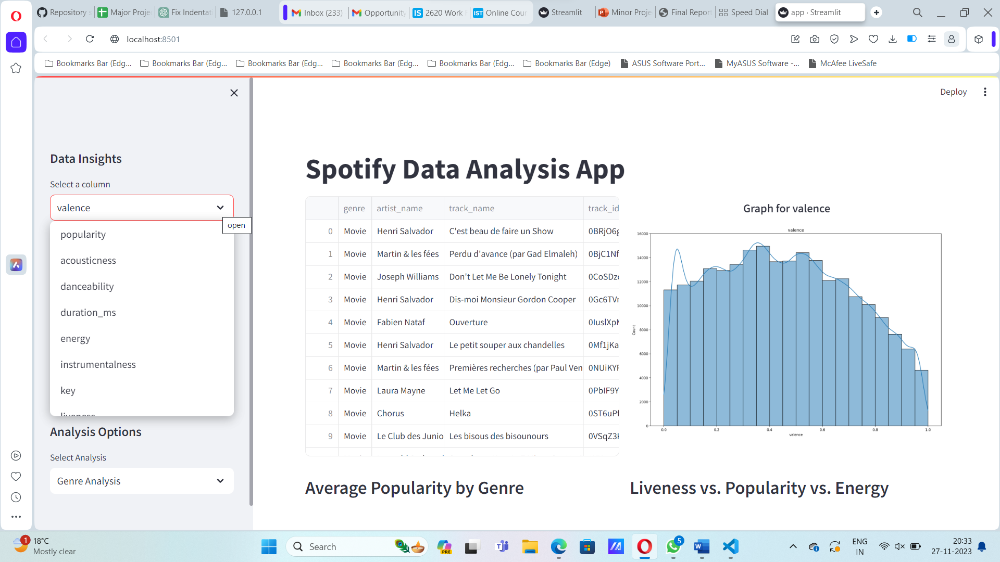 Repository s
Major Proje
Fix Indentat
127.0.0.1
Inbox (233)
Opportunity
IS
2620 Work F
IST
Online Cour
Streamlit
Minor Proje
Final Report
Speed Dial
app · Streamlit
localhost:8501
Bookmarks Bar (Edg...
Bookmarks Bar (Edg...
Bookmarks Bar (Edg...
Bookmarks Bar (Edg...
Bookmarks Bar (Edg...
Bookmarks Bar (Edge)
ASUS Software Port...
MyASUS Software -...
McAfee LiveSafe
Deploy
Data Insights
Select a column
valence
open
popularity
acousticness
danceability
duration_ms
energy
instrumentalness
key
liveness
Analysis Options
Select Analysis
Genre Analysis
Spotify Data Analysis App
genre artist_name track_name track_id
0 Movie Henri Salvador C'est beau de faire un Show 0BRjO6g
1 Movie Martin & les fées Perdu d'avance (par Gad Elmaleh) 0BjC1Nf
2 Movie Joseph Williams Don't Let Me Be Lonely Tonight 0CoSDz
3 Movie Henri Salvador Dis-moi Monsieur Gordon Cooper 0Gc6TV
4 Movie Fabien Nataf Ouverture 0IuslXp
5 Movie Henri Salvador Le petit souper aux chandelles 0Mf1jKa
6 Movie Martin & les fées Premières recherches (par Paul Ven 0NUiKY
7 Movie Laura Mayne Let Me Let Go 0PbIF9Y
8 Movie Chorus Helka 0ST6uP
9 Movie Le Club des Junio Les bisous des bisounours 0VSqZ3
Graph for valence
valence
16000
14000
12000
10000
8000
6000
4000
2000
0
Count
0.0 0.2 0.4 0.6 0.8 1.0
valence
Average Popularity by Genre
Liveness vs. Popularity vs. Energy
1
18°C
Mostly clear
Search
PRE
5
ENG
IN
20:33
27-11-2023